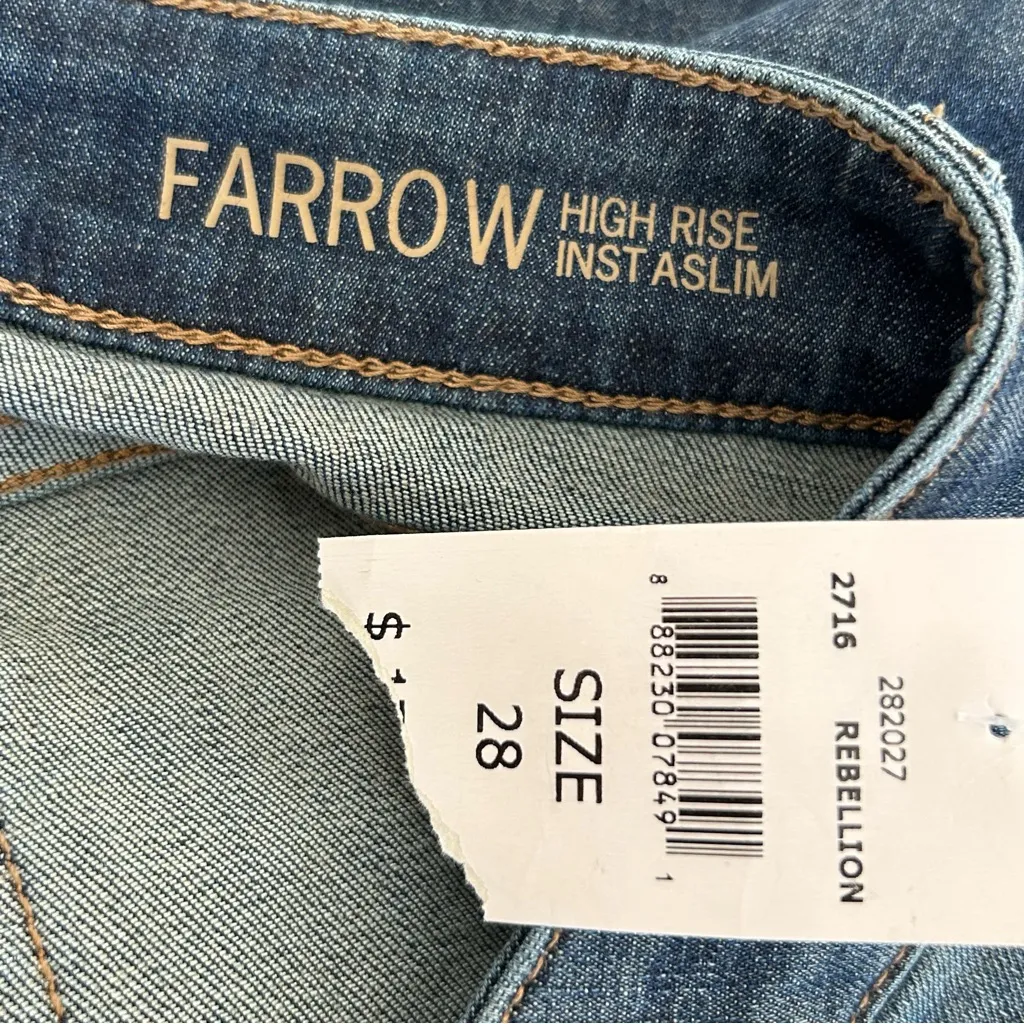 FARROW
HIGH RISE
INSTASLIM
282027
2716 REBELLION
8 88230 07849 1
SIZE
28
$